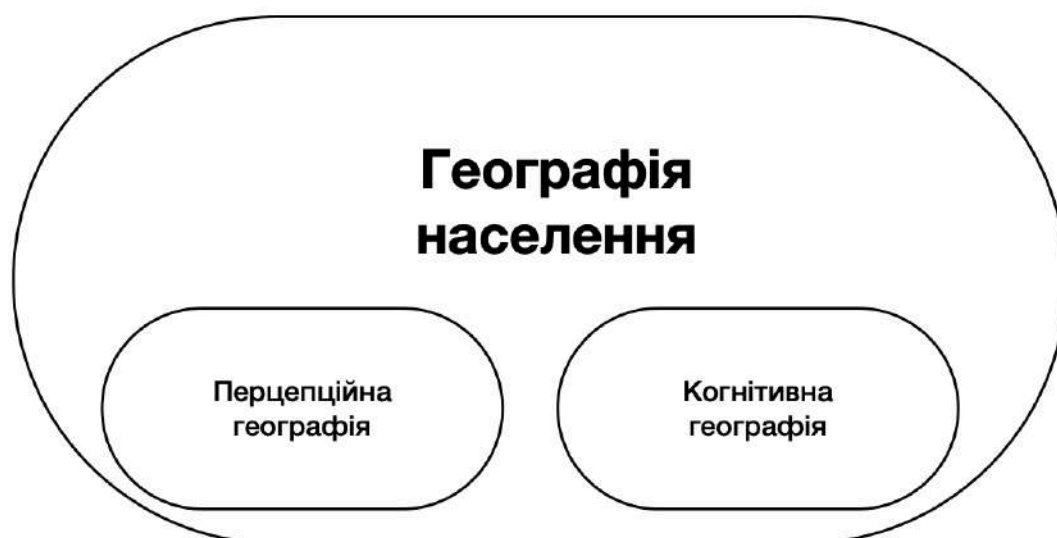 Географія
населення
Перцепційна
географія
Когнітивна
географія